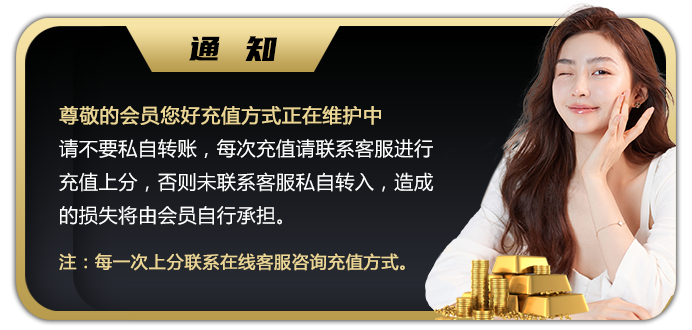 通 知
尊敬的会员您好充值方式正在维护中
请不要私自转账，每次充值请联系客服进行
充值上分，否则未联系客服私自转入，造成
的损失将由会员自行承担。
注：每一次上分联系在线客服咨询充值方式。